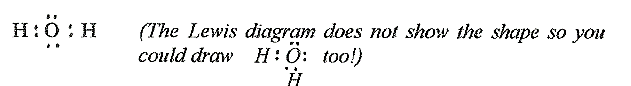 H : Ö : H (The Lewis diagram does not show the shape so you
could draw H : Ö : too!)
H